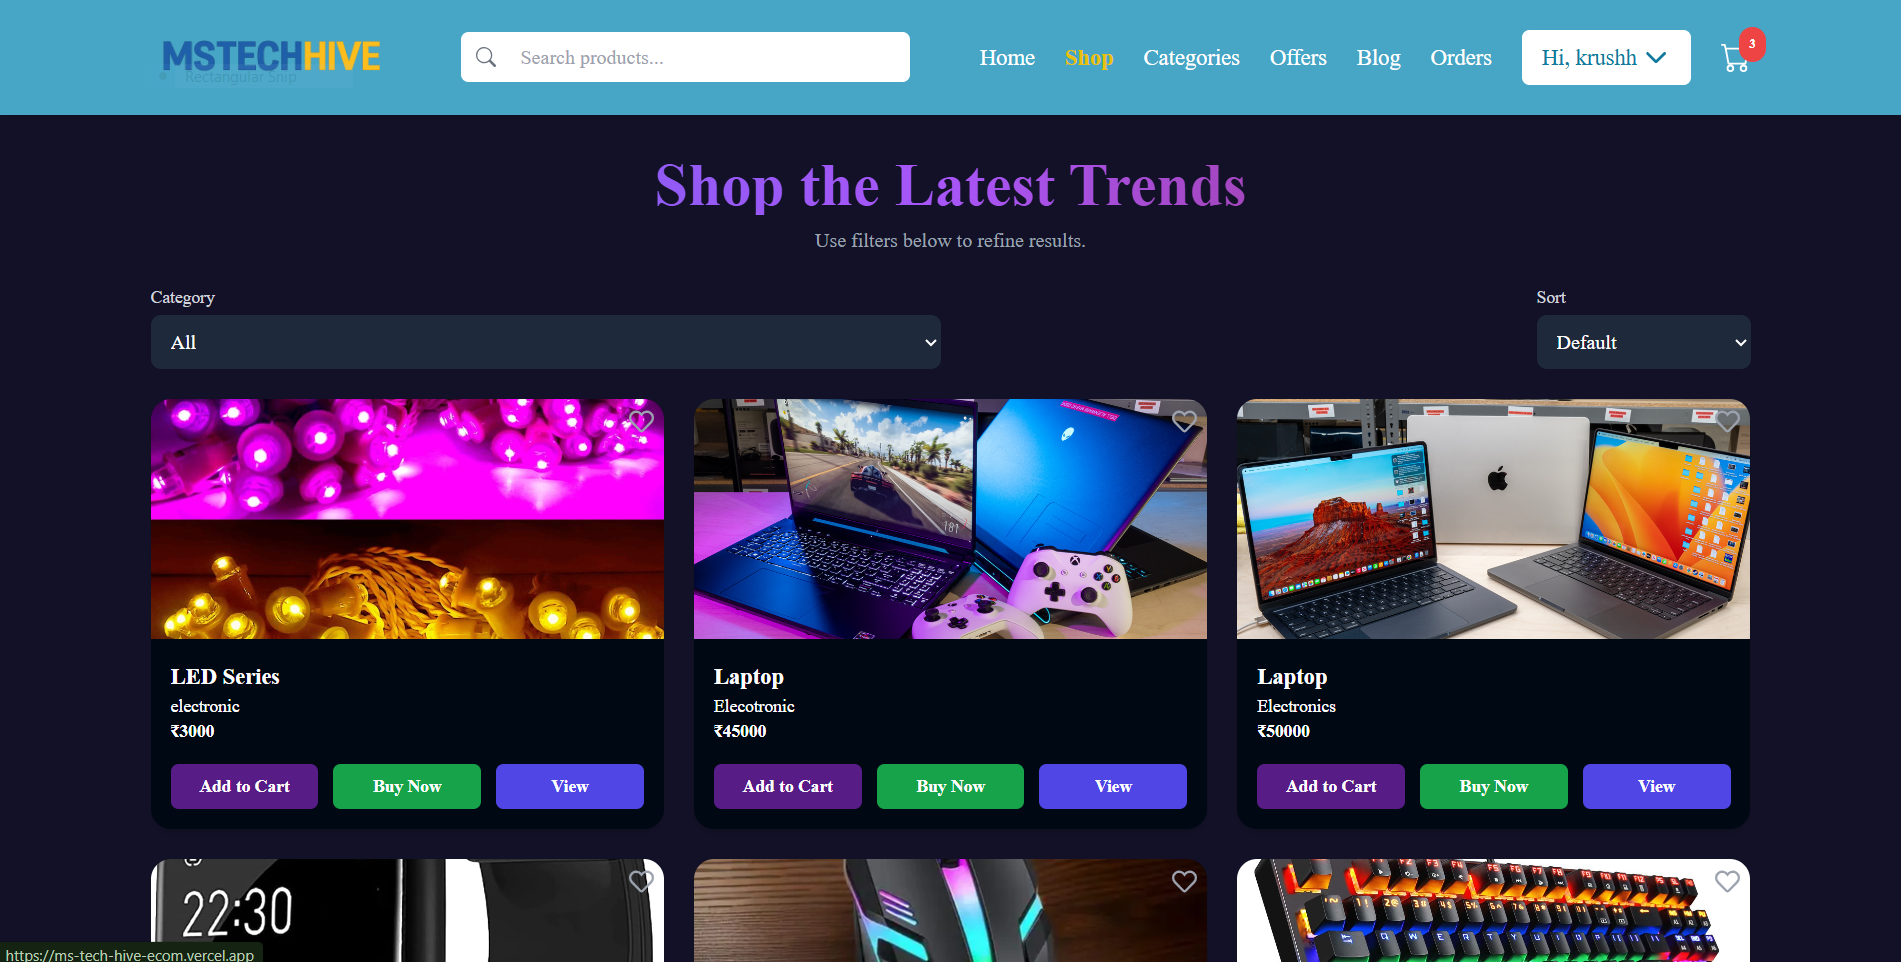 MSTECHHIVE
Rectangular Snip
Search products...
Home Shop Categories Offers Blog Orders
Hi, krushh
3
Shop the Latest Trends
Use filters below to refine results.
Category
Sort
All
Default
181
LED Series
electronic
₹3000
Add to Cart Buy Now View
Laptop
Elecotronic
₹45000
Add to Cart Buy Now View
Laptop
Electronics
₹50000
Add to Cart Buy Now View
22:30
https://ms-tech-hive-ecom.vercel.app